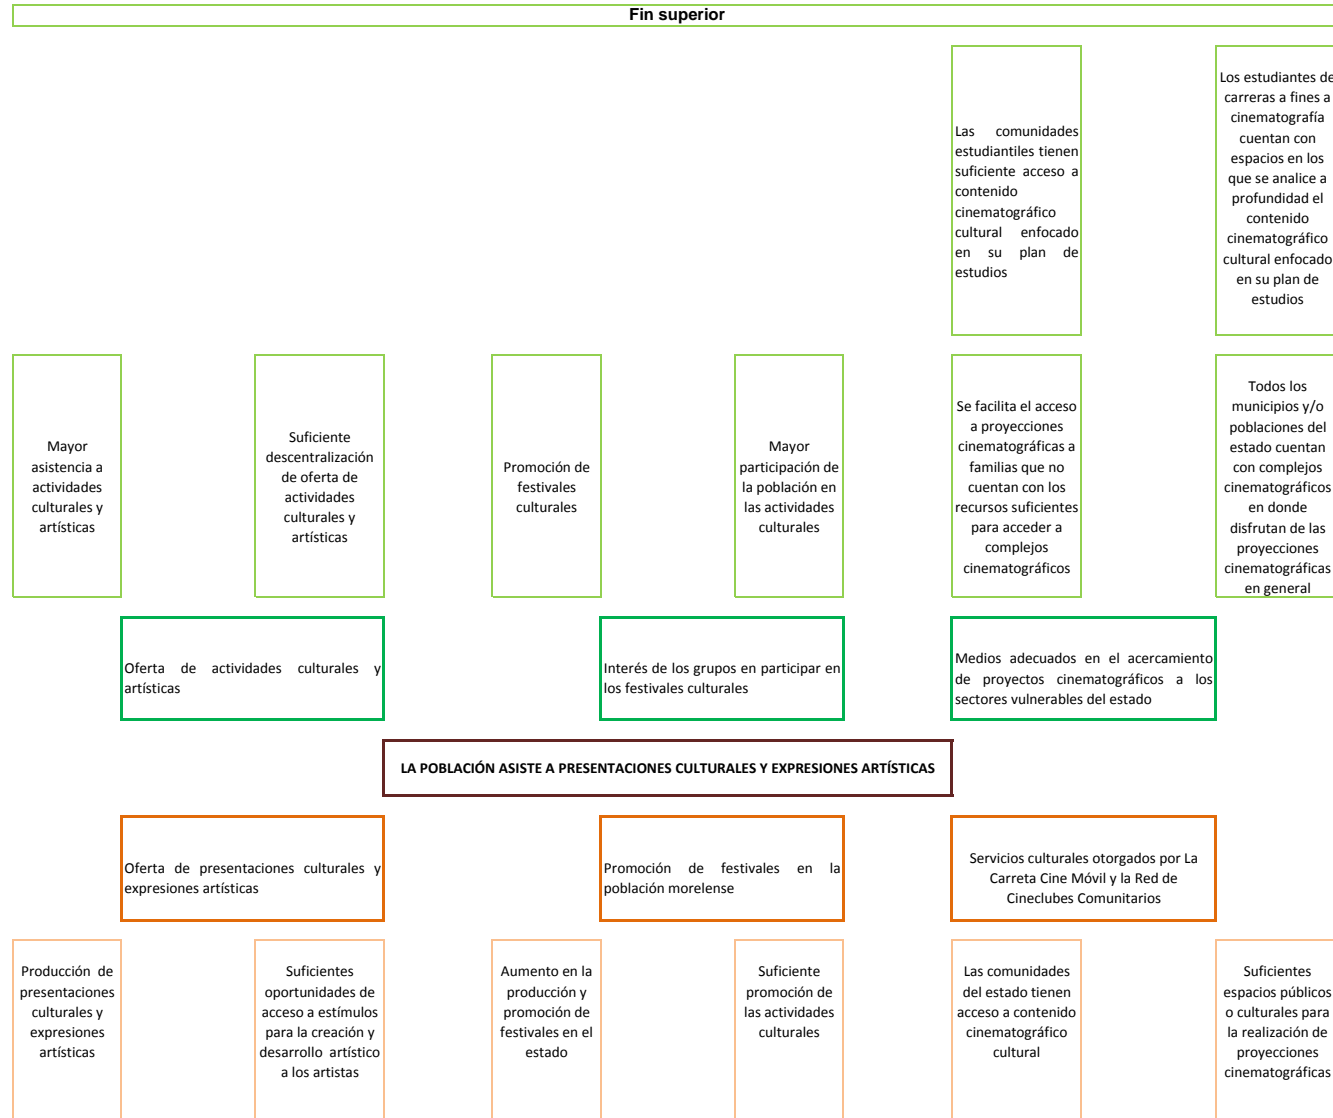 Fin superior
Las comunidades
estudiantiles tienen
suficiente acceso a
contenido
cinematográfico
cultural enfocado
en su plan de
estudios
Los estudiantes de
carreras a fines a
cinematografía
cuentan con
espacios en los
que se analice a
profundidad el
contenido
cinematográfico
cultural enfocado
en su plan de
estudios
Mayor
asistencia a
actividades
culturales y
artísticas
Suficiente
descentralización
de oferta de
actividades
culturales y
artísticas
Promoción de
festivales
culturales
Mayor
participación de
la población en
las actividades
culturales
Se facilita el acceso
a proyecciones
cinematográficas a
familias que no
cuentan con los
recursos suficientes
para acceder a
complejos
cinematográficos
Todos los
municipios y/o
poblaciones del
estado cuentan
con complejos
cinematográficos
en donde
disfrutan de las
proyecciones
cinematográficas
en general
Oferta de actividades culturales y
artísticas
Interés de los grupos en participar en
los festivales culturales
Medios adecuados en el acercamiento
de proyectos cinematográficos a los
sectores vulnerables del estado
LA POBLACIÓN ASISTE A PRESENTACIONES CULTURALES Y EXPRESIONES ARTÍSTICAS
Oferta de presentaciones culturales y
expresiones artísticas
Promoción de festivales en la
población morelense
Servicios culturales otorgados por La
Carreta Cine Móvil y la Red de
Cineclubes Comunitarios
Producción de
presentaciones
culturales y
expresiones
artísticas
Suficientes
oportunidades de
acceso a estímulos
para la creación y
desarrollo artístico
a los artistas
Aumento en la
producción y
promoción de
festivales en el
estado
Suficiente
promoción de
las actividades
culturales
Las comunidades
del estado tienen
acceso a contenido
cinematográfico
cultural
Suficientes
espacios públicos
o culturales para
la realización de
proyecciones
cinematográficas